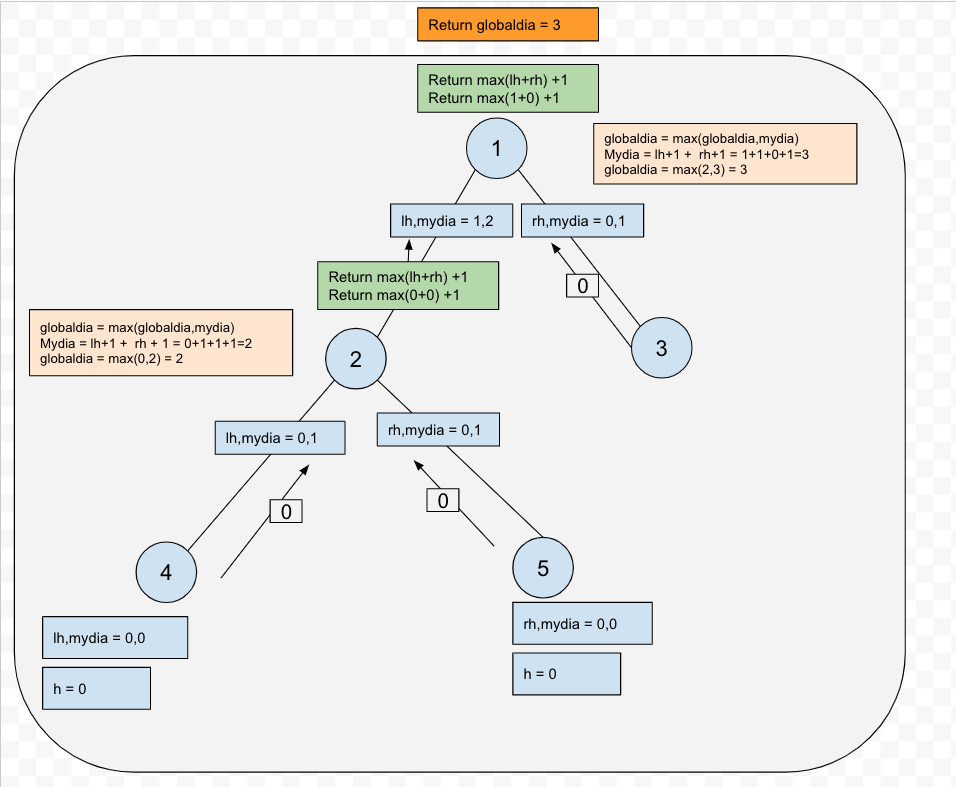 Return globaldia = 3
Return max(lh+rh) +1
Return max(1+0) +1
1
globaldia = max(globaldia,mydia)
Mydia = lh+1 +  rh+1 = 1+1+0+1=3
globaldia = max(2,3) = 3
lh,mydia = 1,2
rh,mydia = 0,1
Return max(lh+rh) +1
Return max(0+0) +1
0
globaldia = max(globaldia,mydia)
Mydia = lh+1 +  rh + 1 = 0+1+1+1=2
globaldia = max(0,2) = 2
2
3
lh,mydia = 0,1
rh,mydia = 0,1
0
0
4
5
lh,mydia = 0,0
h = 0
rh,mydia = 0,0
h = 0